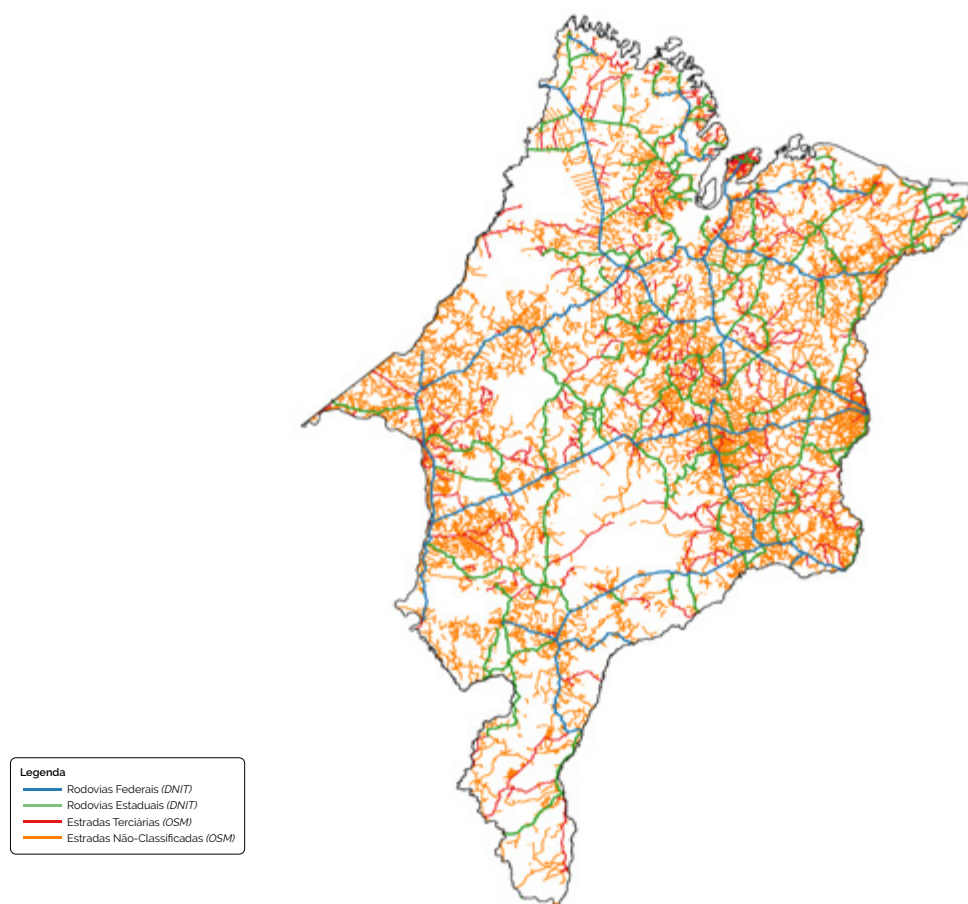 Legenda
Rodovias Federais (DNIT)
Rodovias Estaduais (DNIT)
Estradas Terciárias (OSM)
Estradas Não-Classificadas (OSM)